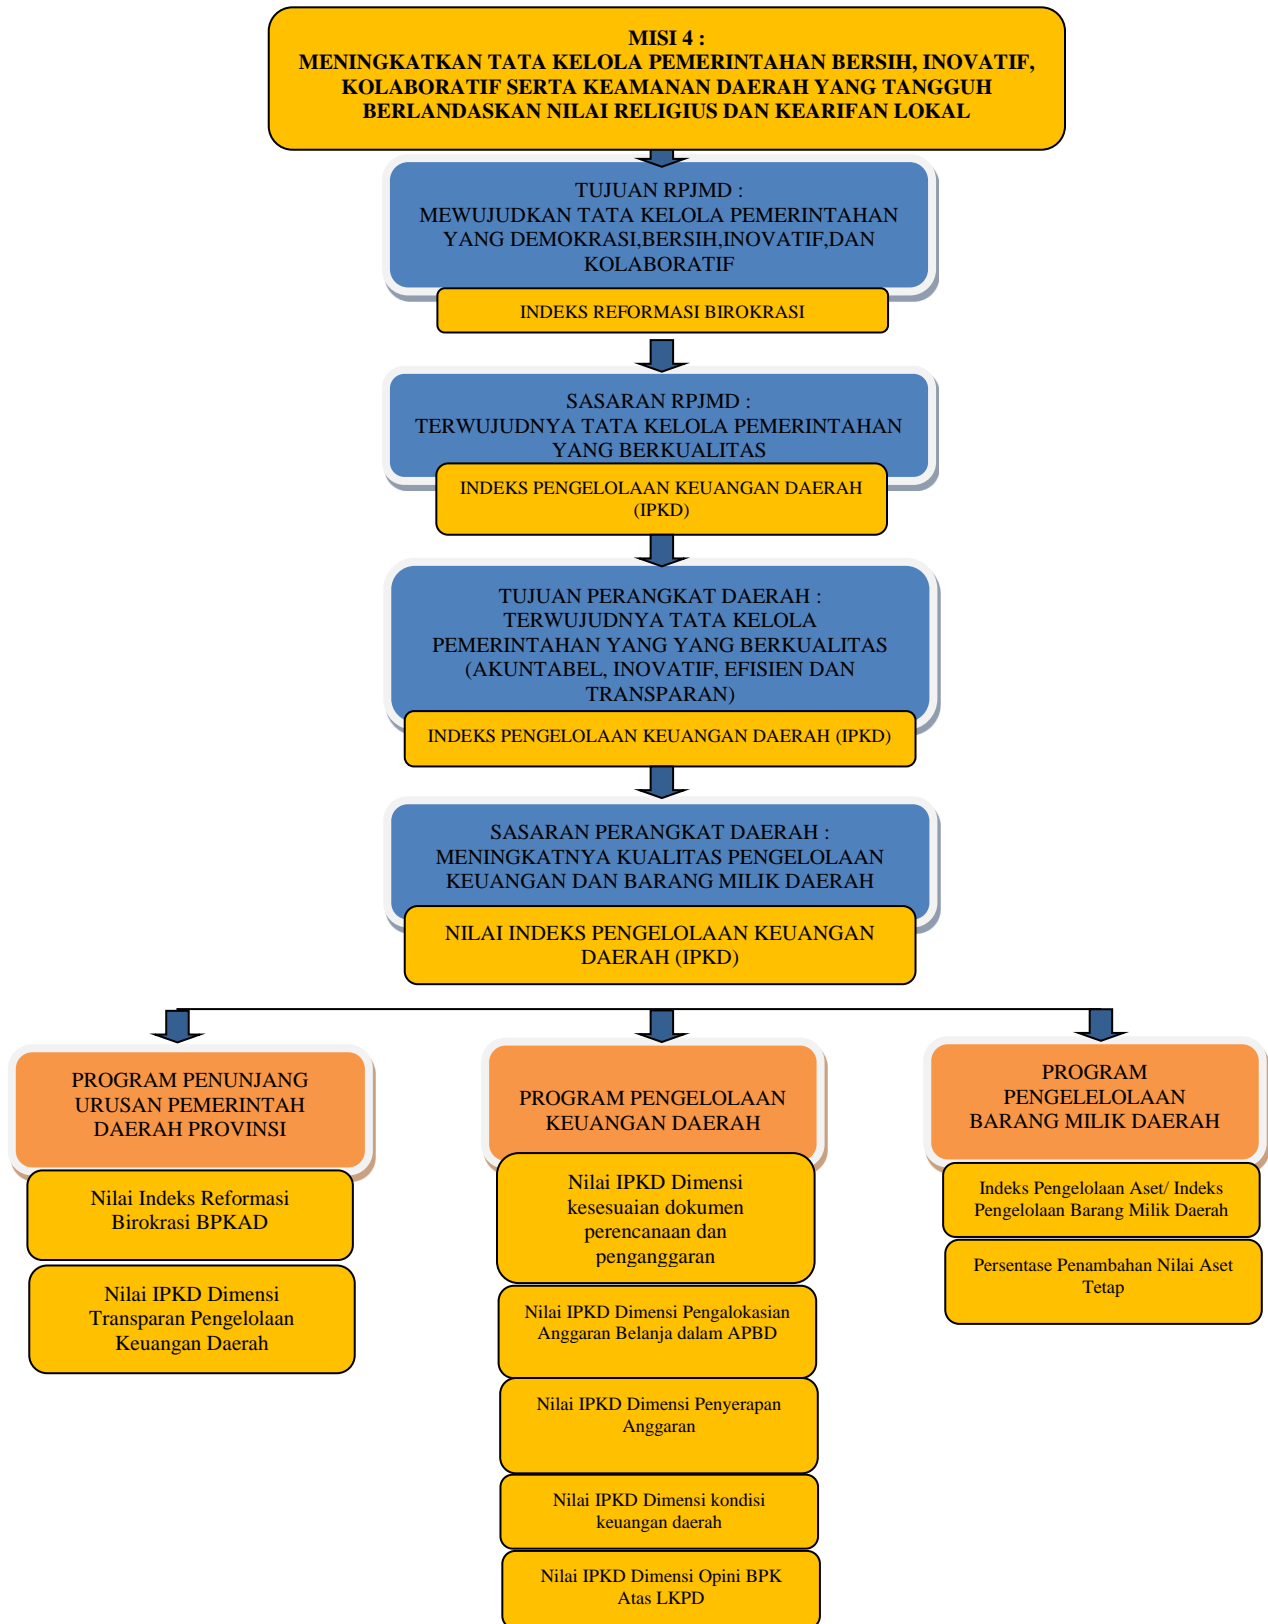 MISI 4 :
MENINGKATKAN TATA KELOLA PEMERINTAHAN BERSIH, INOVATIF,
KOLABORATIF SERTA KEAMANAN DAERAH YANG TANGGUH
BERLANDASKAN NILAI RELIGIUS DAN KEARIFAN LOKAL
TUJUAN RPJMD :
MEWUJUDKAN TATA KELOLA PEMERINTAHAN
YANG DEMOKRASI,BERSIH,INOVATIF,DAN
KOLABORATIF
INDEKS REFORMASI BIROKRASI
SASARAN RPJMD :
TERWUJUDNYA TATA KELOLA PEMERINTAHAN
YANG BERKUALITAS
INDEKS PENGELOLAAN KEUANGAN DAERAH
(IPKD)
TUJUAN PERANGKAT DAERAH :
TERWUJUDNYA TATA KELOLA
PEMERINTAHAN YANG YANG BERKUALITAS
(AKUNTABEL, INOVATIF, EFISIEN DAN
TRANSPARAN)
INDEKS PENGELOLAAN KEUANGAN DAERAH (IPKD)
SASARAN PERANGKAT DAERAH :
MENINGKATNYA KUALITAS PENGELOLAAN
KEUANGAN DAN BARANG MILIK DAERAH
NILAI INDEKS PENGELOLAAN KEUANGAN
DAERAH (IPKD)
PROGRAM PENUNJANG
URUSAN PEMERINTAH
DAERAH PROVINSI
Nilai Indeks Reformasi
Birokrasi BPKAD
Nilai IPKD Dimensi
Transparan Pengelolaan
Keuangan Daerah
PROGRAM PENGELOLAAN
KEUANGAN DAERAH
Nilai IPKD Dimensi
kesesuaian dokumen
perencanaan dan
penganggaran
Nilai IPKD Dimensi Pengalokasian
Anggaran Belanja dalam APBD
Nilai IPKD Dimensi Penyerapan
Anggaran
Nilai IPKD Dimensi kondisi
keuangan daerah
Nilai IPKD Dimensi Opini BPK
Atas LKPD
PROGRAM
PENGELELOLAAN
BARANG MILIK DAERAH
Indeks Pengelolaan Aset/ Indeks
Pengelolaan Barang Milik Daerah
Persentase Penambahan Nilai Aset
Tetap